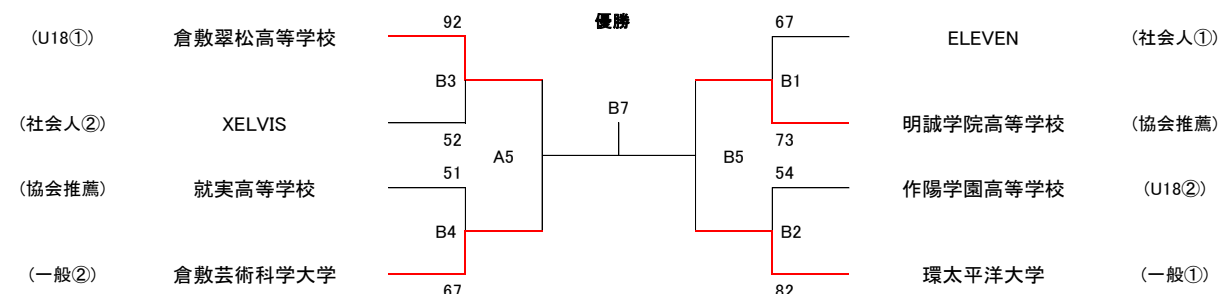 92 優勝 67
(U18①) 倉敷翠松高等学校 ELEVEN (社会人①)
B3 B1
B7
(社会人②) XELVIS 明誠学院高等学校 (協会推薦)
52 73
A5 B5
51 54
(協会推薦) 就実高等学校 作陽学園高等学校 (U18②)
B4 B2
(一般②) 倉敷芸術科学大学 環太平洋大学 (一般①)
67 82